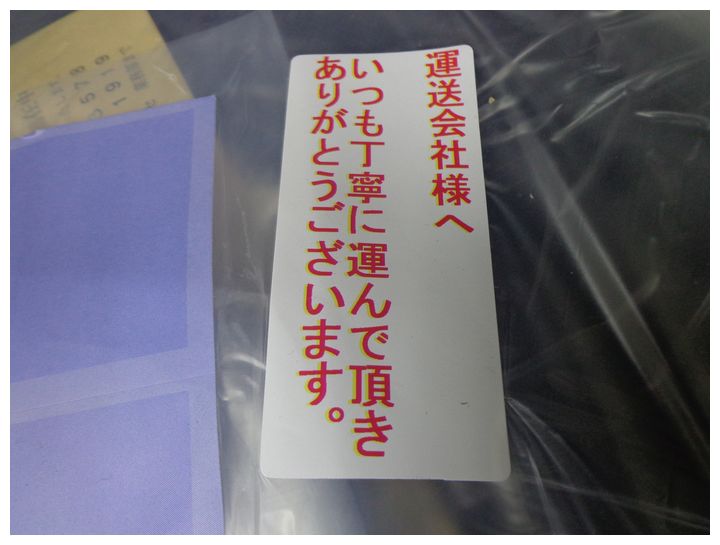 運送会社様へ
いつも丁寧に運んで頂き
ありがとうございます。